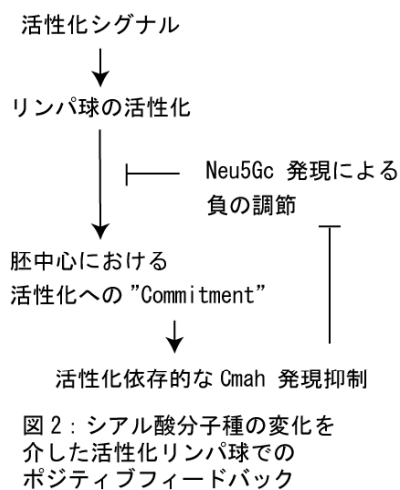 活性化シグナル
リンパ球の活性化
Neu5Gc 発現による
負の調節
胚中心における
活性化への”Commitment”
活性化依存的な Cmah 発現抑制
図2：シアル酸分子種の変化を
介した活性化リンパ球での
ポジティブフィードバック